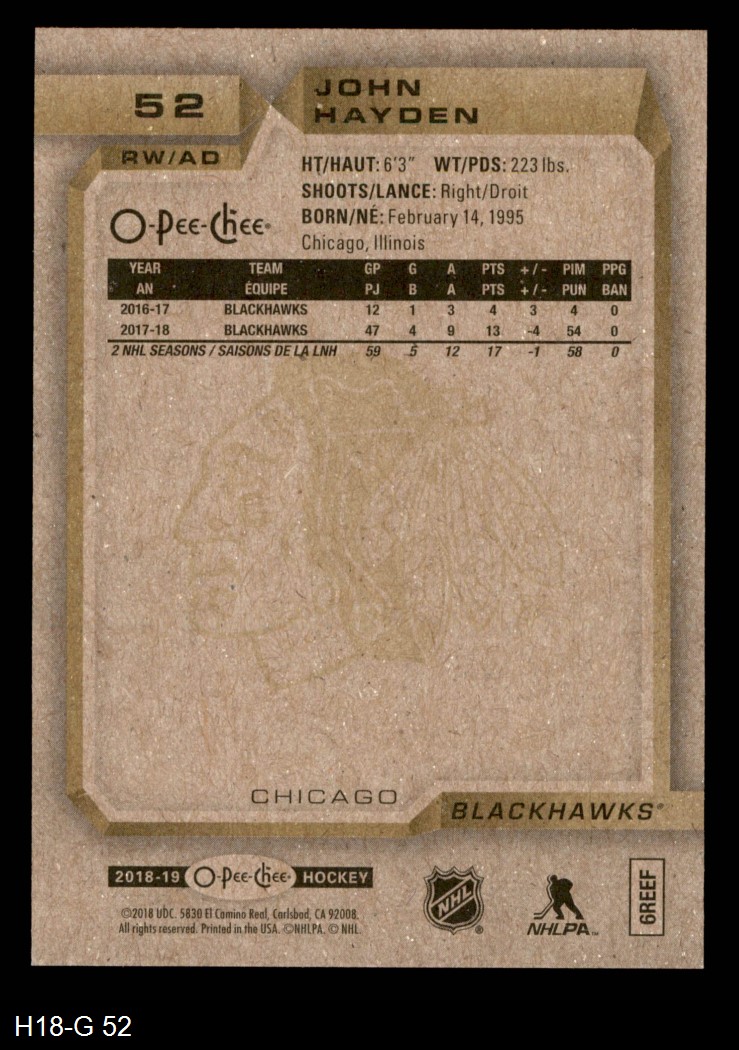 52
JOHN
HAYDEN
RW/AD
HT/HAUT: 6'3" WT/PDS: 223 lbs.
SHOOTS/LANCE: Right/Droit
BORN/NÉ: February 14, 1995
Chicago, Illinois
O-Pee-Chee®
YEAR TEAM GP G A PTS +/- PIM PPG
AN ÉQUIPE PJ B A PTS +/- PUN BAN
2016-17 BLACKHAWKS 12 1 3 4 3 4 0
2017-18 BLACKHAWKS 47 4 9 13 -4 54 0
2 NHL SEASONS / SAISONS DE LA LNH 59 5 12 17 -1 58 0
CHICAGO
BLACKHAWKS®
2018-19 O-Pee-Chee® HOCKEY
©2018 UDC. 5830 El Camino Real, Carlsbad, CA 92008.
All rights reserved. Printed in the USA. ©NHLPA. © NHL.
NHL®
NHLPA™
6REEF
H18-G 52